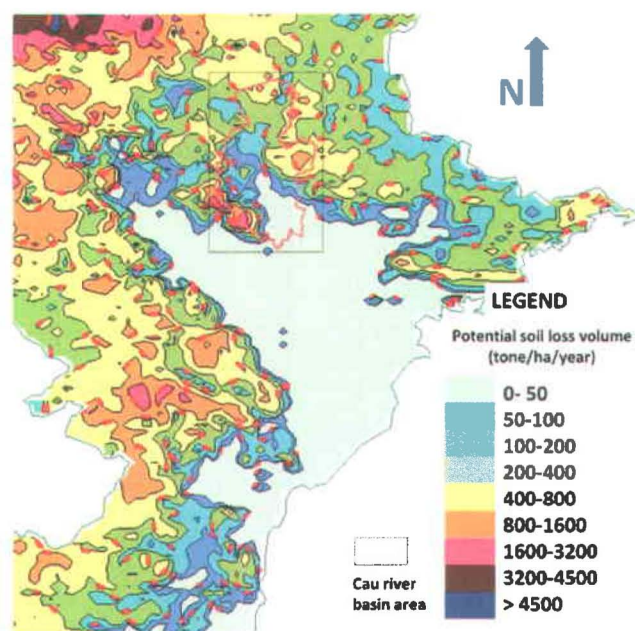 N
LEGEND
Potential soil loss volume
(tone/ha/year)
0- 50
50-100
100-200
200-400
400-800
800-1600
1600-3200
3200-4500
> 4500
Cau river
basin area